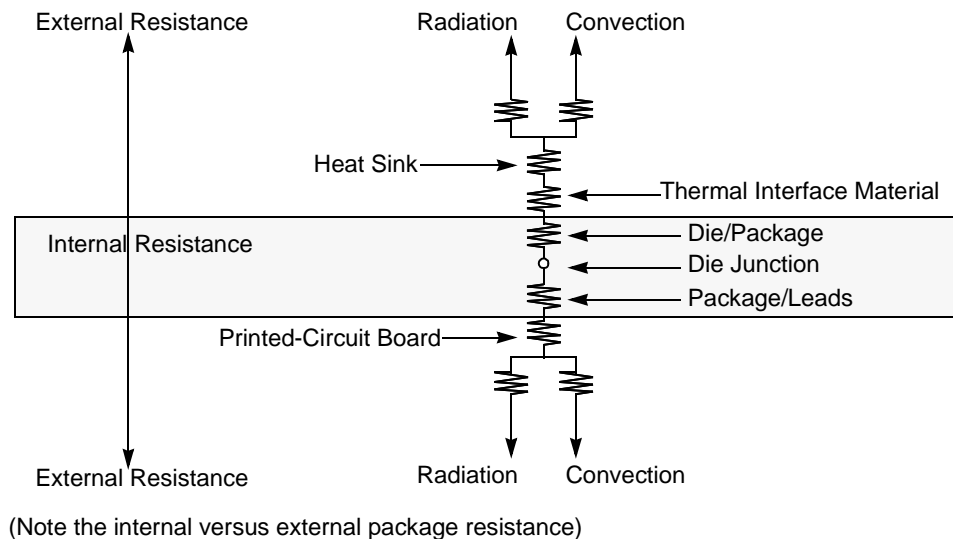 External Resistance
Radiation
Convection
Heat Sink
Thermal Interface Material
Internal Resistance
Die/Package
Die Junction
Package/Leads
Printed-Circuit Board
External Resistance
Radiation
Convection
(Note the internal versus external package resistance)